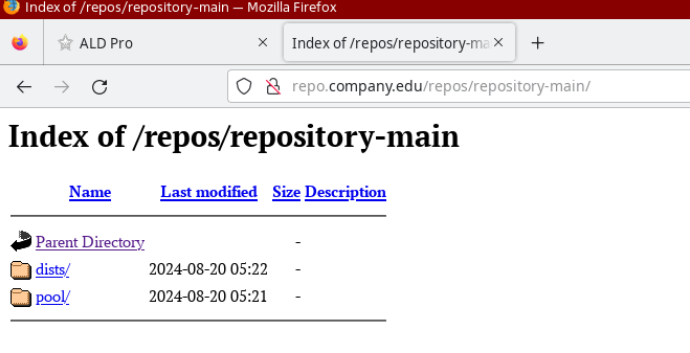 Index of /repos/repository-main — Mozilla Firefox
ALD Pro
Index of /repos/repository-ma
repo.company.edu/repos/repository-main/
Index of /repos/repository-main
Name Last modified Size Description
Parent Directory -
dists/ 2024-08-20 05:22 -
pool/ 2024-08-20 05:21 -